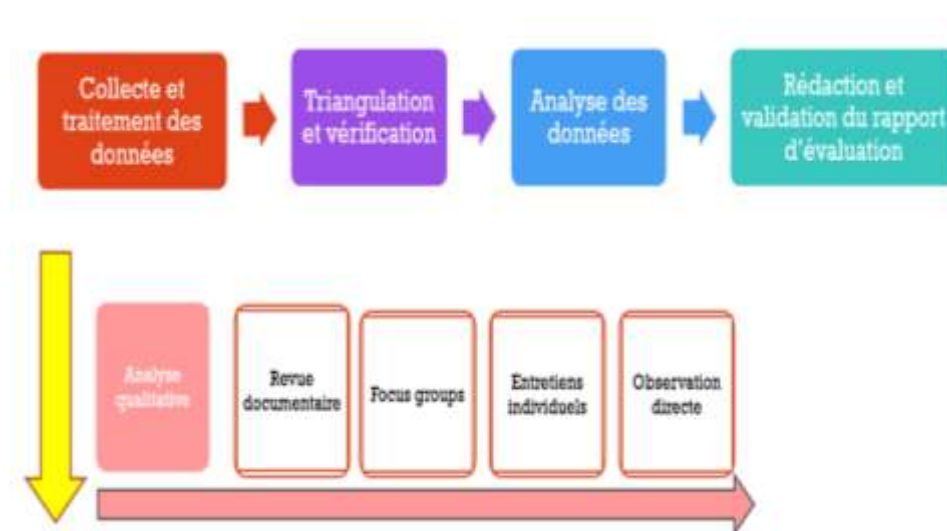 Collecte et
traitement des
données
Triangulation
et vérification
Analyse des
données
Rédaction et
validation du rapport
d'évaluation
Analyse
qualitative
Revue
documentaire
Focus groups
Entretiens
individuels
Observation
directe